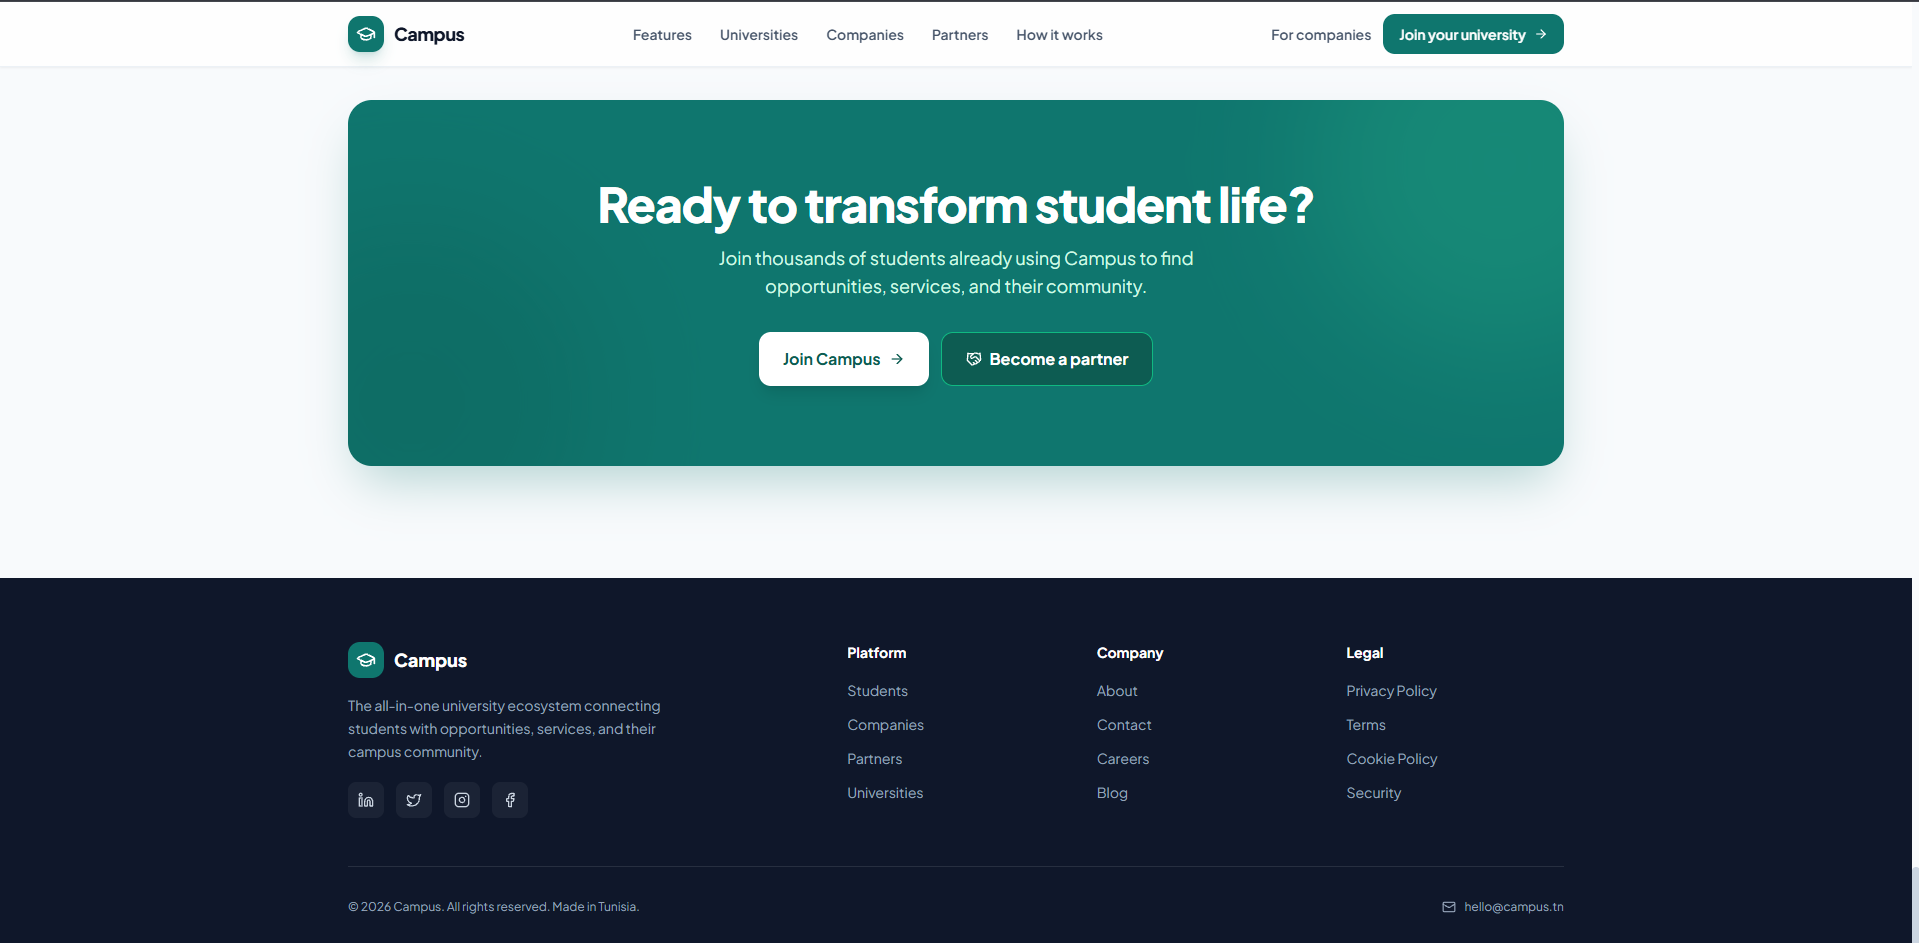 Campus
Features
Universities
Companies
Partners
How it works
For companies
Join your university
Ready to transform student life?
Join thousands of students already using Campus to find
opportunities, services, and their community.
Join Campus
Become a partner
Campus
The all-in-one university ecosystem connecting
students with opportunities, services, and their
campus community.
Platform
Students
Companies
Partners
Universities
Company
About
Contact
Careers
Blog
Legal
Privacy Policy
Terms
Cookie Policy
Security
© 2026 Campus. All rights reserved. Made in Tunisia.
hello@campus.tn